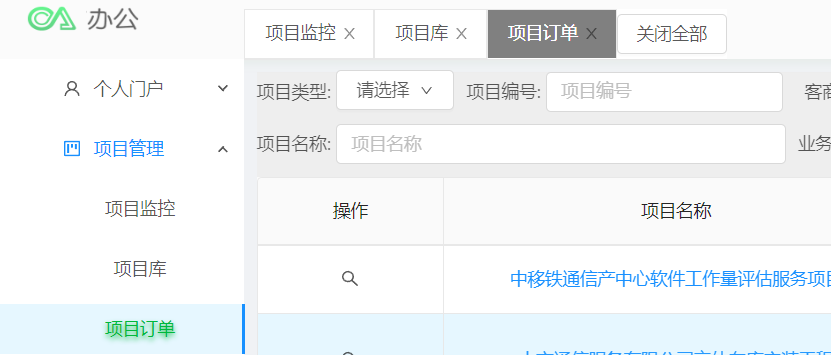 OA 办公
项目监控 项目库 项目订单 关闭全部
个人门户
项目管理
项目监控
项目库
项目订单
项目类型: 请选择 项目编号: 项目编号 客商
项目名称: 项目名称 业务
操作 项目名称
中移铁通信产中心软件工作量评估服务项目